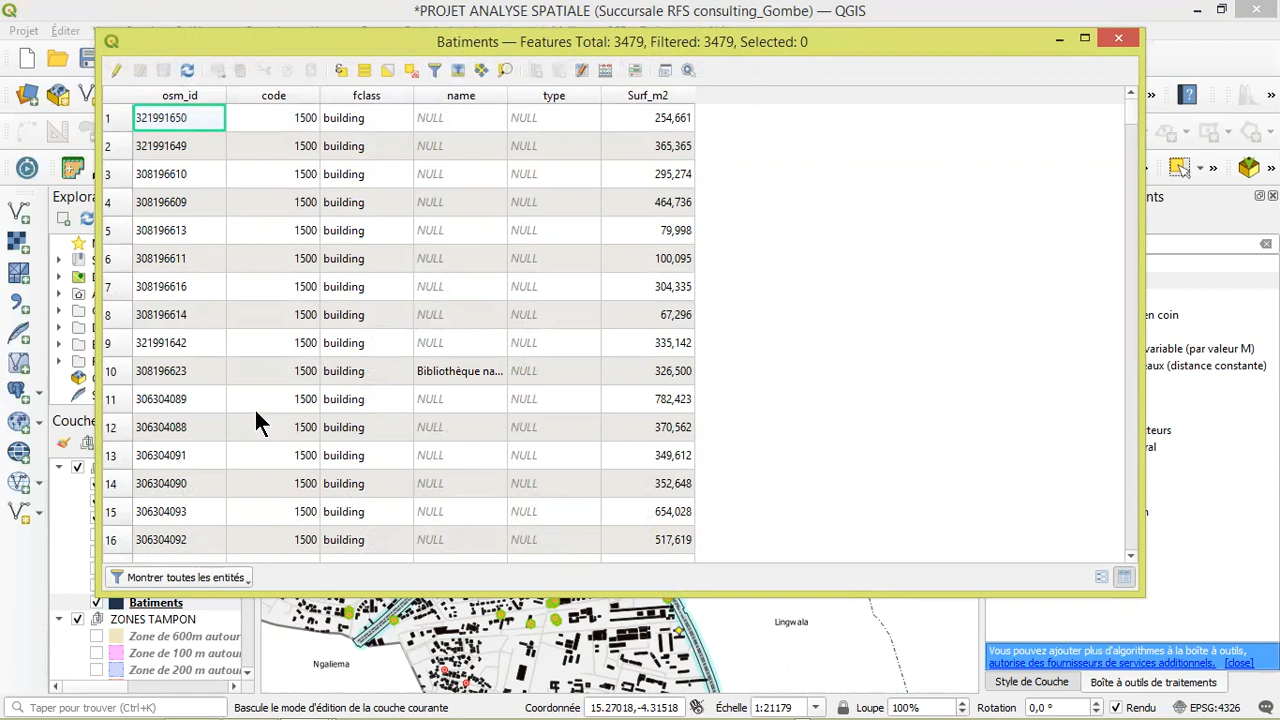 *PROJET ANALYSE SPATIALE (Succursale RFS consulting_Gombe) — QGIS
Projet Éditer
Batiments — Features Total: 3479, Filtered: 3479, Selected: 0
osm_id code fclass name type Surf_m2
1 321991650 1500 building NULL NULL 254,661
2 321991649 1500 building NULL NULL 365,365
3 308196610 1500 building NULL NULL 295,274
4 308196609 1500 building NULL NULL 464,736
5 308196613 1500 building NULL NULL 79,998
6 308196611 1500 building NULL NULL 100,095
7 308196616 1500 building NULL NULL 304,335
8 308196614 1500 building NULL NULL 67,296
9 321991642 1500 building NULL NULL 335,142
10 308196623 1500 building Bibliothèque na... NULL 326,500
11 306304089 1500 building NULL NULL 782,423
12 306304088 1500 building NULL NULL 370,562
13 306304091 1500 building NULL NULL 349,612
14 306304090 1500 building NULL NULL 352,648
15 306304093 1500 building NULL NULL 654,028
16 306304092 1500 building NULL NULL 517,619
Montrer toutes les entités
Explora
Couche
Batiments
ZONES TAMPON
Zone de 600m autour
Zone de 100 m autour
Zone de 200 m autour
Ngaliema
Lingwala
ments
en coin
variable (par valeur M)
eaux (distance constante)
cteurs
ral
Vous pouvez ajouter plus d'algorithmes à la boîte à outils,
autorise des fournisseurs de services additionnels. [close]
Style de Couche Boîte à outils de traitements
Taper pour trouver (Ctrl+K) Bascule le mode d'édition de la couche courante Coordonnée 15.27018,-4.31518 Échelle 1:21179 Loupe 100% Rotation 0,0 ° Rendu EPSG:4326